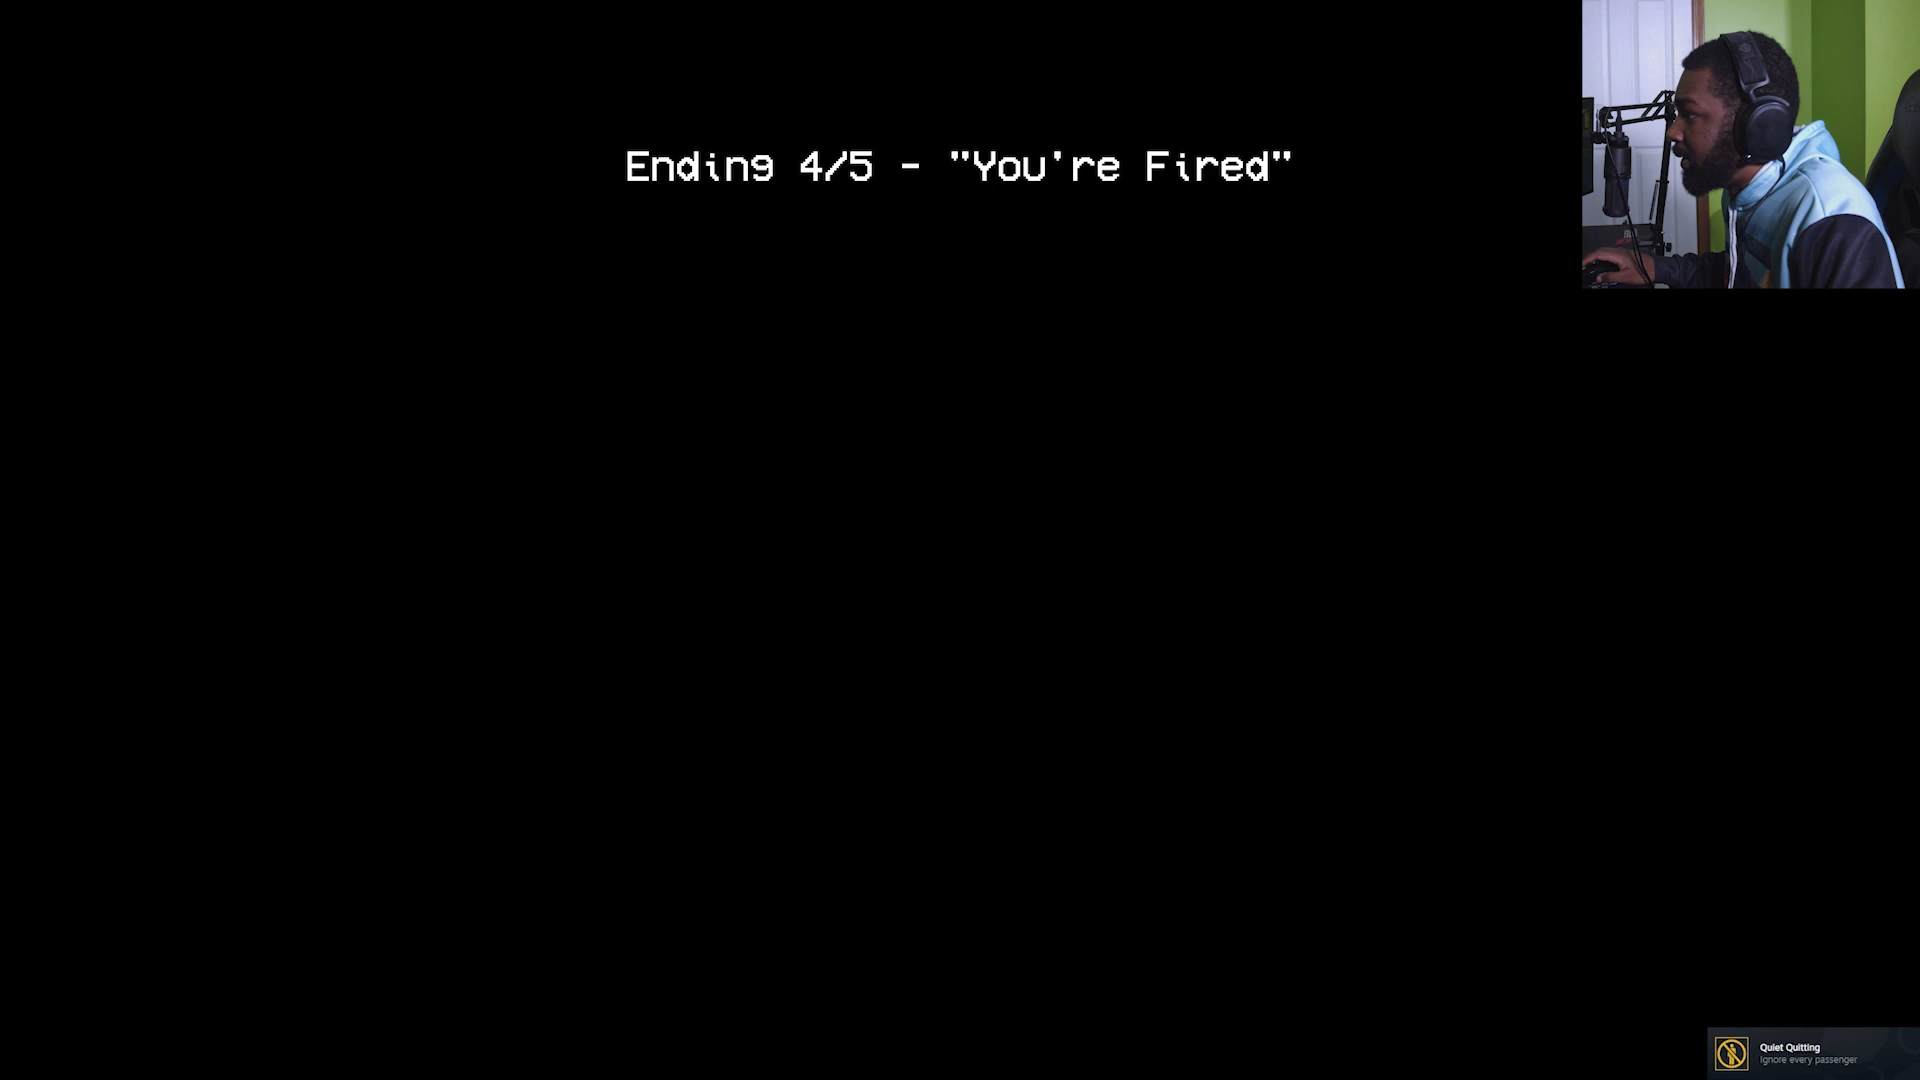 Ending 4/5 - "You're Fired"
Quiet Quitting
Ignore every passenger